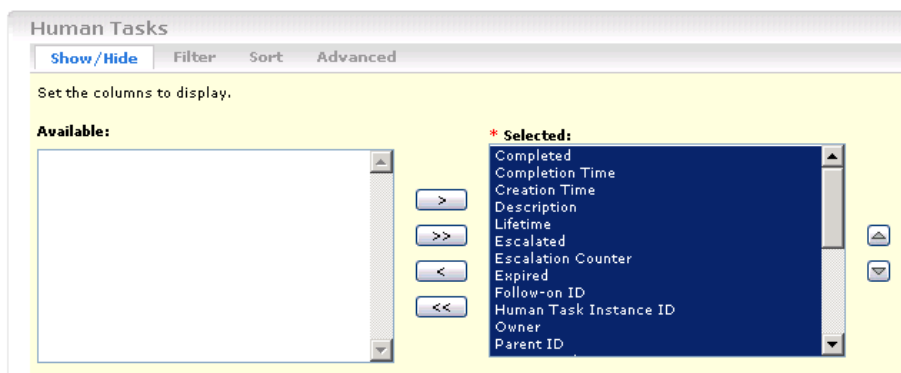 Human Tasks
Show/Hide Filter Sort Advanced
Set the columns to display.
Available:
* Selected:
Completed
Completion Time
Creation Time
Description
Lifetime
Escalated
Escalation Counter
Expired
Follow-on ID
Human Task Instance ID
Owner
Parent ID
>
>>
<
<<